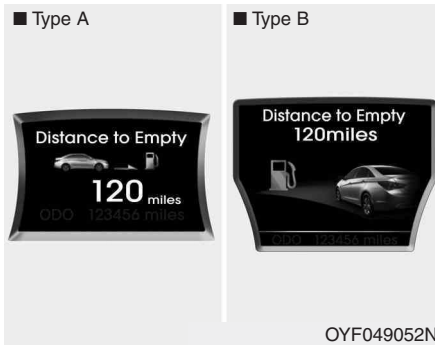 ■ Type A
Distance to Empty
120 miles
ODO 123456 miles
■ Type B
Distance to Empty
120miles
ODO 123456 miles
OYF049052N